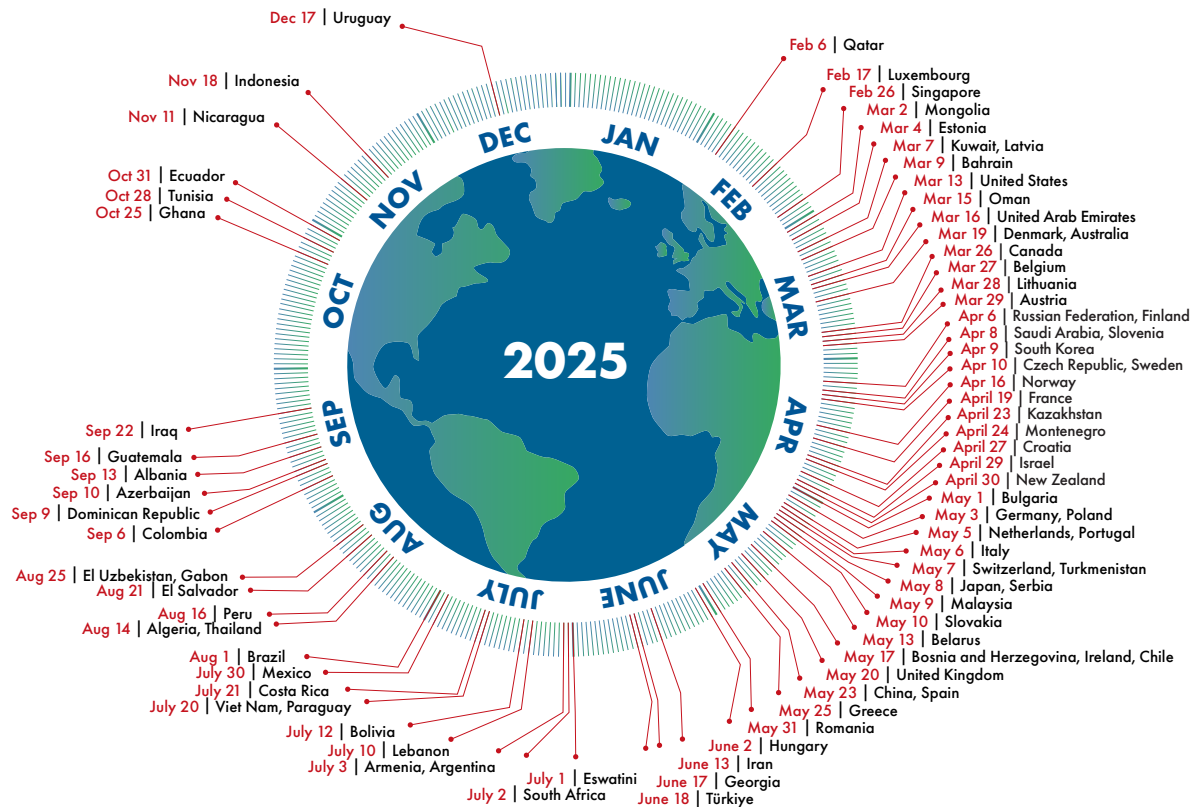 Dec 17 | Uruguay
Feb 6 | Qatar
Feb 17 | Luxembourg
Feb 26 | Singapore
Mar 2 | Mongolia
Mar 4 | Estonia
Mar 7 | Kuwait, Latvia
Mar 9 | Bahrain
Mar 13 | United States
Mar 15 | Oman
Mar 16 | United Arab Emirates
Mar 19 | Denmark, Australia
Mar 26 | Canada
Mar 27 | Belgium
Mar 28 | Lithuania
Mar 29 | Austria
Apr 6 | Russian Federation, Finland
Apr 8 | Saudi Arabia, Slovenia
Apr 9 | South Korea
Apr 10 | Czech Republic, Sweden
Apr 16 | Norway
April 19 | France
April 23 | Kazakhstan
April 24 | Montenegro
April 27 | Croatia
April 29 | Israel
April 30 | New Zealand
May 1 | Bulgaria
May 3 | Germany, Poland
May 5 | Netherlands, Portugal
May 6 | Italy
May 7 | Switzerland, Turkmenistan
May 8 | Japan, Serbia
May 9 | Malaysia
May 10 | Slovakia
May 13 | Belarus
May 17 | Bosnia and Herzegovina, Ireland, Chile
May 20 | United Kingdom
May 23 | China, Spain
May 25 | Greece
May 31 | Romania
June 2 | Hungary
June 13 | Iran
June 17 | Georgia
June 18 | Türkiye
July 1 | Eswatini
July 2 | South Africa
July 3 | Armenia, Argentina
July 10 | Lebanon
July 12 | Bolivia
July 20 | Viet Nam, Paraguay
July 21 | Costa Rica
July 30 | Mexico
Aug 1 | Brazil
Aug 14 | Algeria, Thailand
Aug 16 | Peru
Aug 21 | El Salvador
Aug 25 | El Uzbekistan, Gabon
Sep 6 | Colombia
Sep 9 | Dominican Republic
Sep 10 | Azerbaijan
Sep 13 | Albania
Sep 16 | Guatemala
Sep 22 | Iraq
Oct 25 | Ghana
Oct 28 | Tunisia
Oct 31 | Ecuador
Nov 11 | Nicaragua
Nov 18 | Indonesia
JAN
FEB
MAR
APR
MAY
JUNE
JULY
AUG
SEP
OCT
NOV
DEC
2025